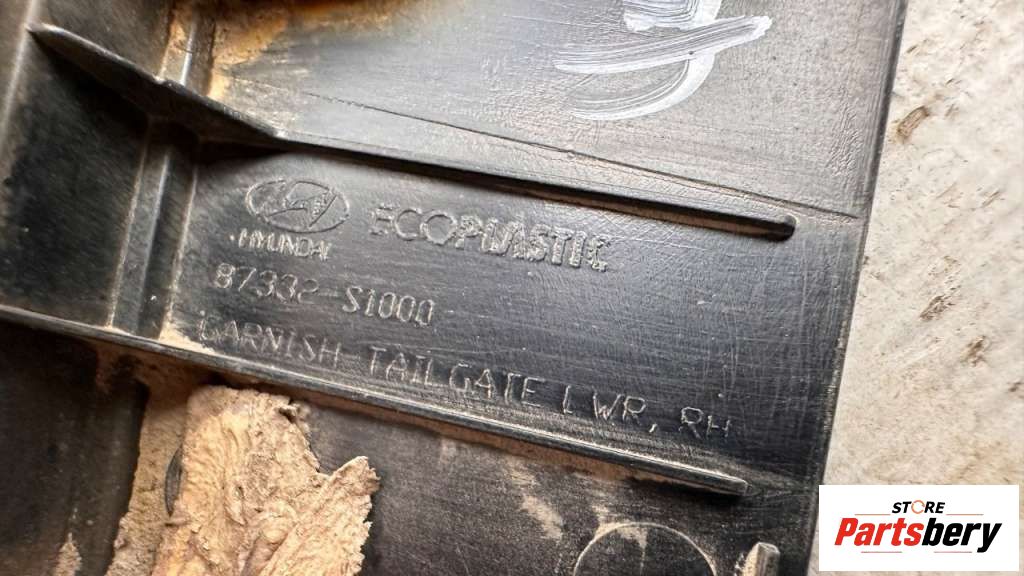 ECOPLASTIC
HYUNDAI
87332-S1000
GARNISH-TAILGATE LWR, RH
STORE
Partsbery